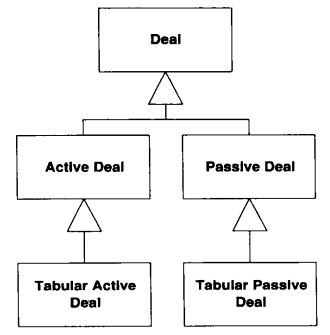 Deal
Active Deal
Passive Deal
Tabular Active
Deal
Tabular Passive
Deal